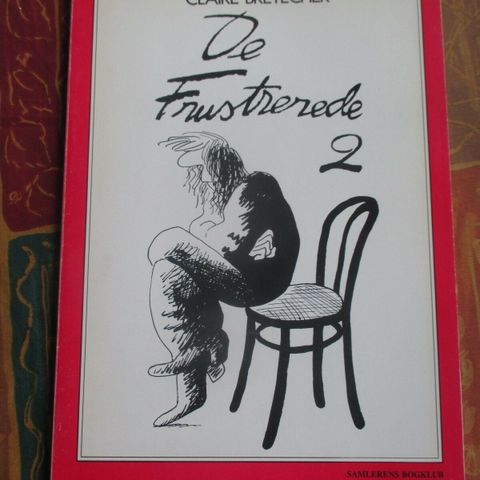 CLAIRE BRETÉCHER
De
Frustrerede
2
SAMLERENS BOGKLUB